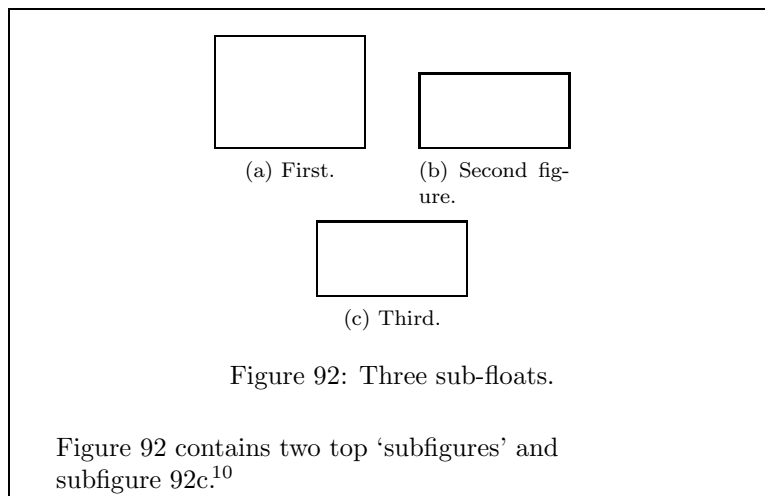 (a) First.
(b) Second fig-
ure.
(c) Third.
Figure 92: Three sub-floats.
Figure 92 contains two top ‘subfigures’ and
subfigure 92c.10